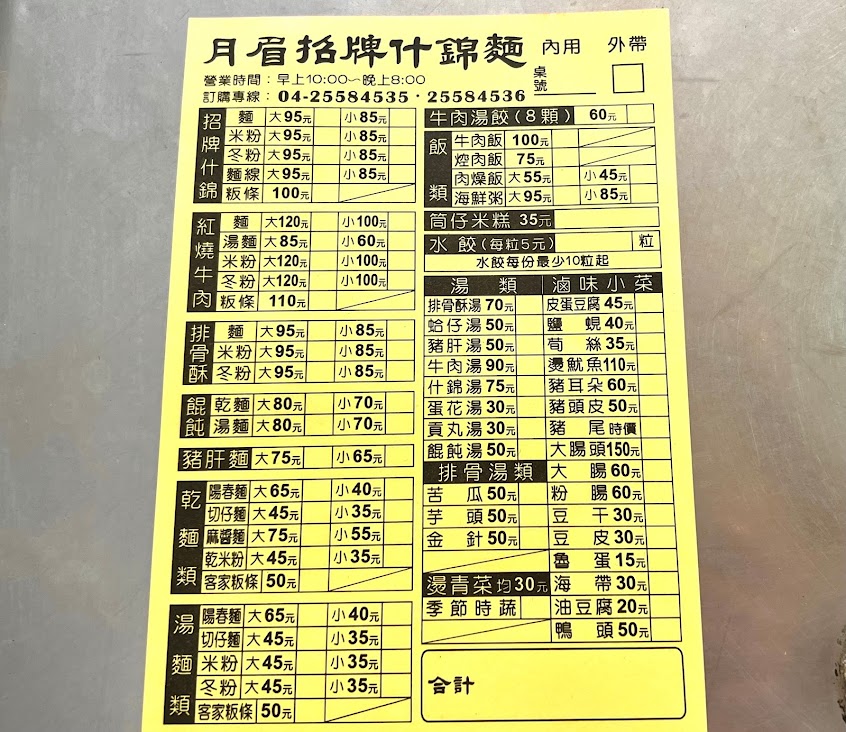 月眉招牌什錦麵 內用 外帶
營業時間：早上10:00～晚上8:00 桌號
訂購專線：04-25584535・25584536
招牌什錦
麵 大95元 小85元
米粉 大95元 小85元
冬粉 大95元 小85元
麵線 大95元 小85元
粄條 100元
紅燒牛肉
麵 大120元 小100元
湯麵 大85元 小60元
米粉 大120元 小100元
冬粉 大120元 小100元
粄條 110元
排骨酥
麵 大95元 小85元
米粉 大95元 小85元
冬粉 大95元 小85元
餛飩
乾麵 大80元 小70元
湯麵 大80元 小70元
豬肝麵 大75元 小65元
乾麵類
陽春麵 大65元 小40元
切仔麵 大45元 小35元
麻醬麵 大75元 小55元
乾米粉 大45元 小35元
客家粄條 50元
湯麵類
陽春麵 大65元 小40元
切仔麵 大45元 小35元
米粉 大45元 小35元
冬粉 大45元 小35元
客家粄條 50元
牛肉湯餃(8顆) 60元
飯類
牛肉飯 100元
焢肉飯 75元
肉燥飯 大55元 小45元
海鮮粥 大95元 小85元
筒仔米糕 35元
水餃(每粒5元) 粒
水餃每份最少10粒起
湯類
排骨酥湯70元
蛤仔湯50元
豬肝湯50元
牛肉湯90元
什錦湯75元
蛋花湯30元
貢丸湯30元
餛飩湯50元
排骨湯類
苦瓜50元
芋頭50元
金針50元
燙青菜均30元
季節時蔬
滷味小菜
皮蛋豆腐45元
鹽蜆40元
筍絲35元
燙魷魚110元
豬耳朵60元
豬頭皮50元
豬尾時價
大腸頭150元
大腸60元
粉腸60元
豆干30元
豆皮30元
魯蛋15元
海帶30元
油豆腐20元
鴨頭50元
合計